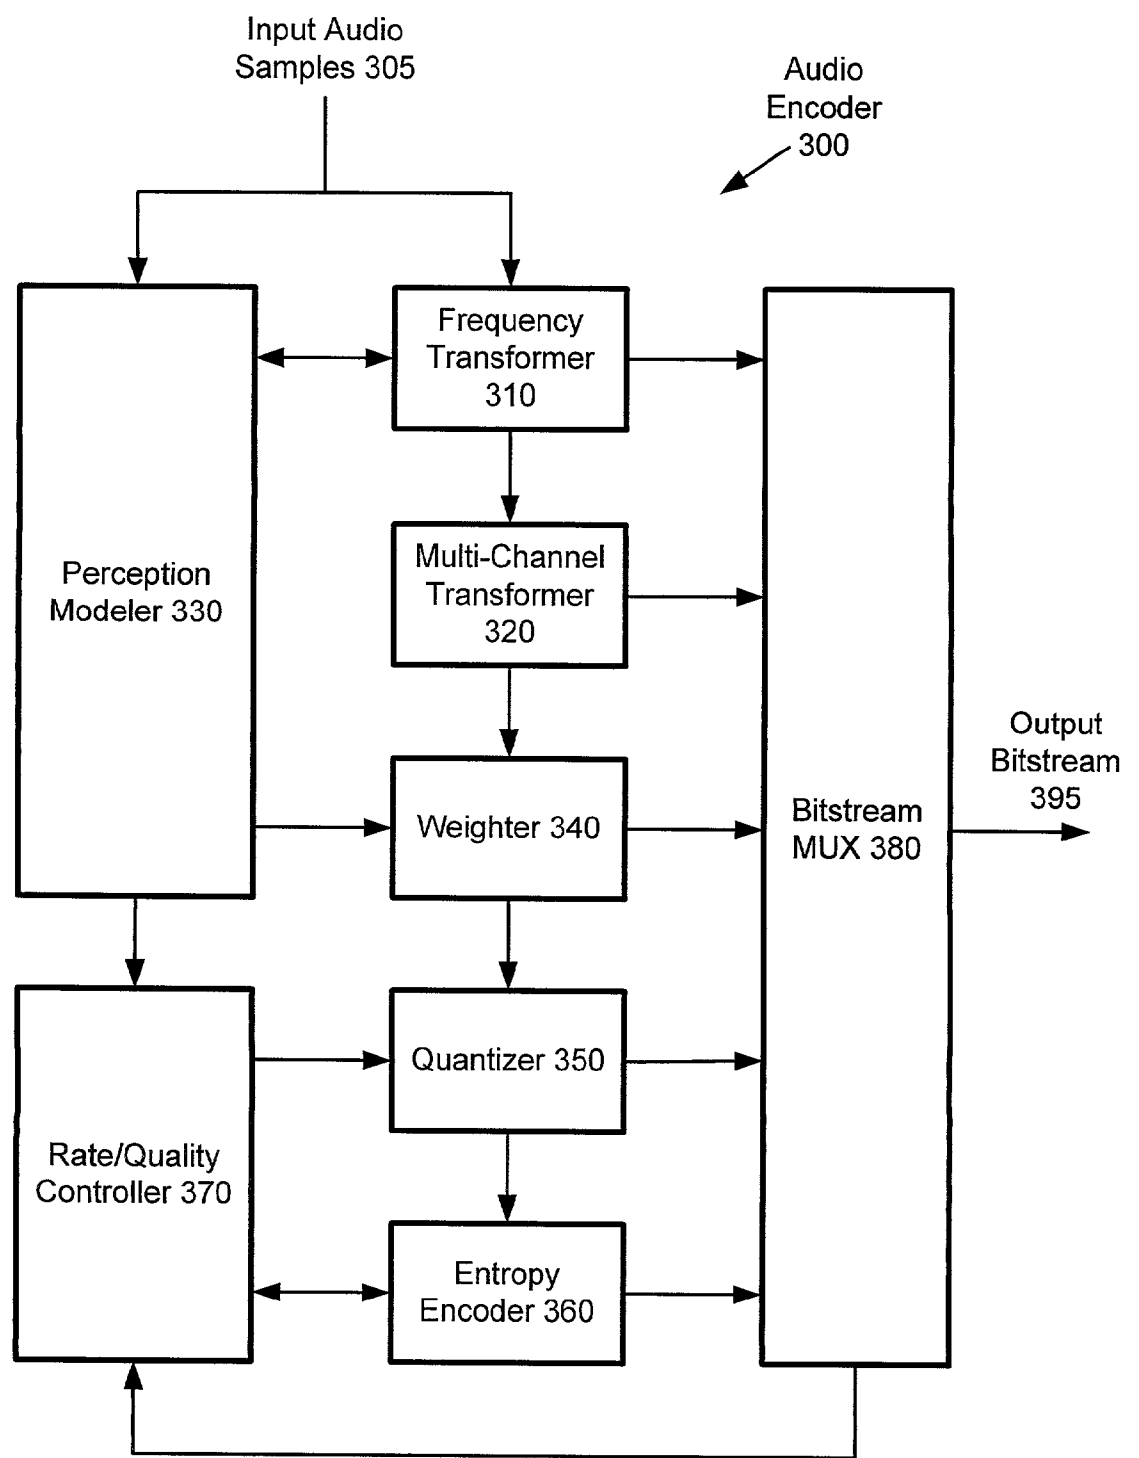 Input Audio
Samples 305
Audio
Encoder
300
Frequency
Transformer
310
Multi-Channel
Transformer
320
Perception
Modeler 330
Weighter 340
Output
Bitstream
395
Bitstream
MUX 380
Quantizer 350
Rate/Quality
Controller 370
Entropy
Encoder 360